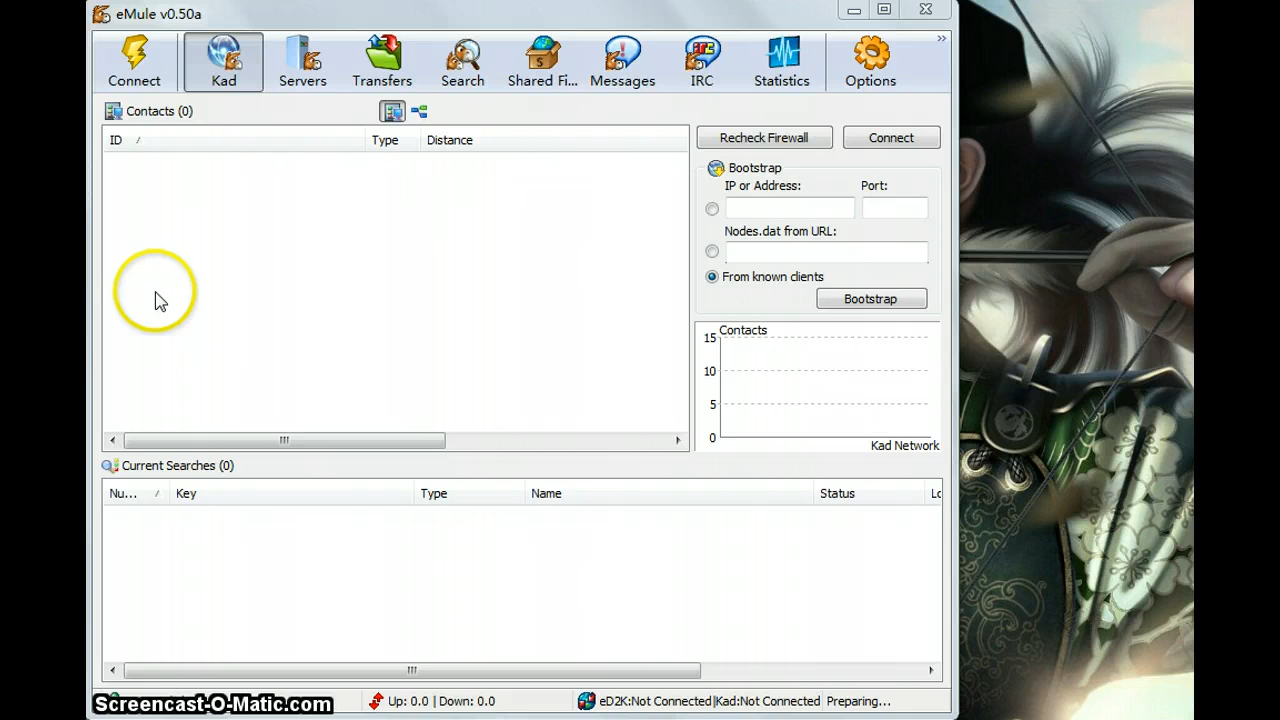 eMule v0.50a
Connect Kad Servers Transfers Search Shared Fi... Messages IRC Statistics Options
Contacts (0)
ID Type Distance
Recheck Firewall Connect
Bootstrap
IP or Address: Port:
Nodes.dat from URL:
From known clients
Bootstrap
Contacts
15
10
5
0
Kad Network
Current Searches (0)
Nu... Key Type Name Status Lo
Screencast-O-Matic.com Up: 0.0 | Down: 0.0 eD2K:Not Connected|Kad:Not Connected Preparing...